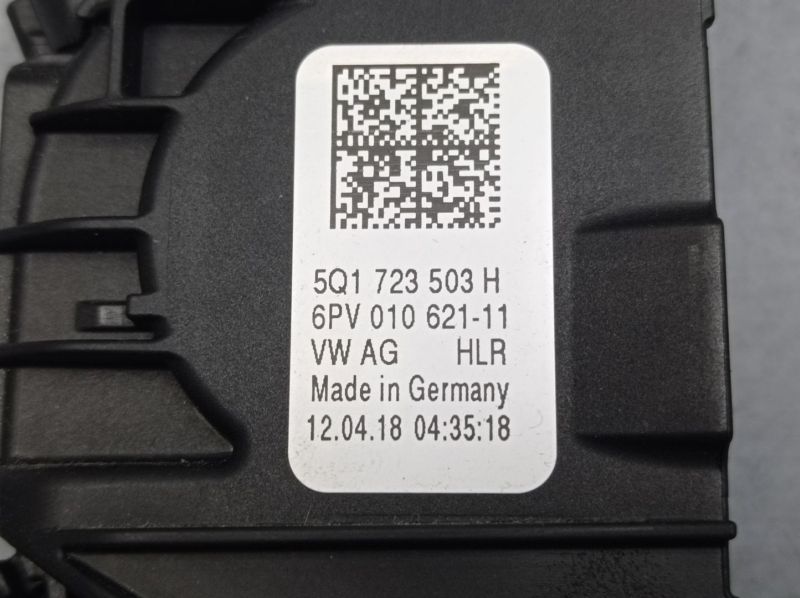 5Q1 723 503 H
6PV 010 621-11
VW AG HLR
Made in Germany
12.04.18 04:35:18